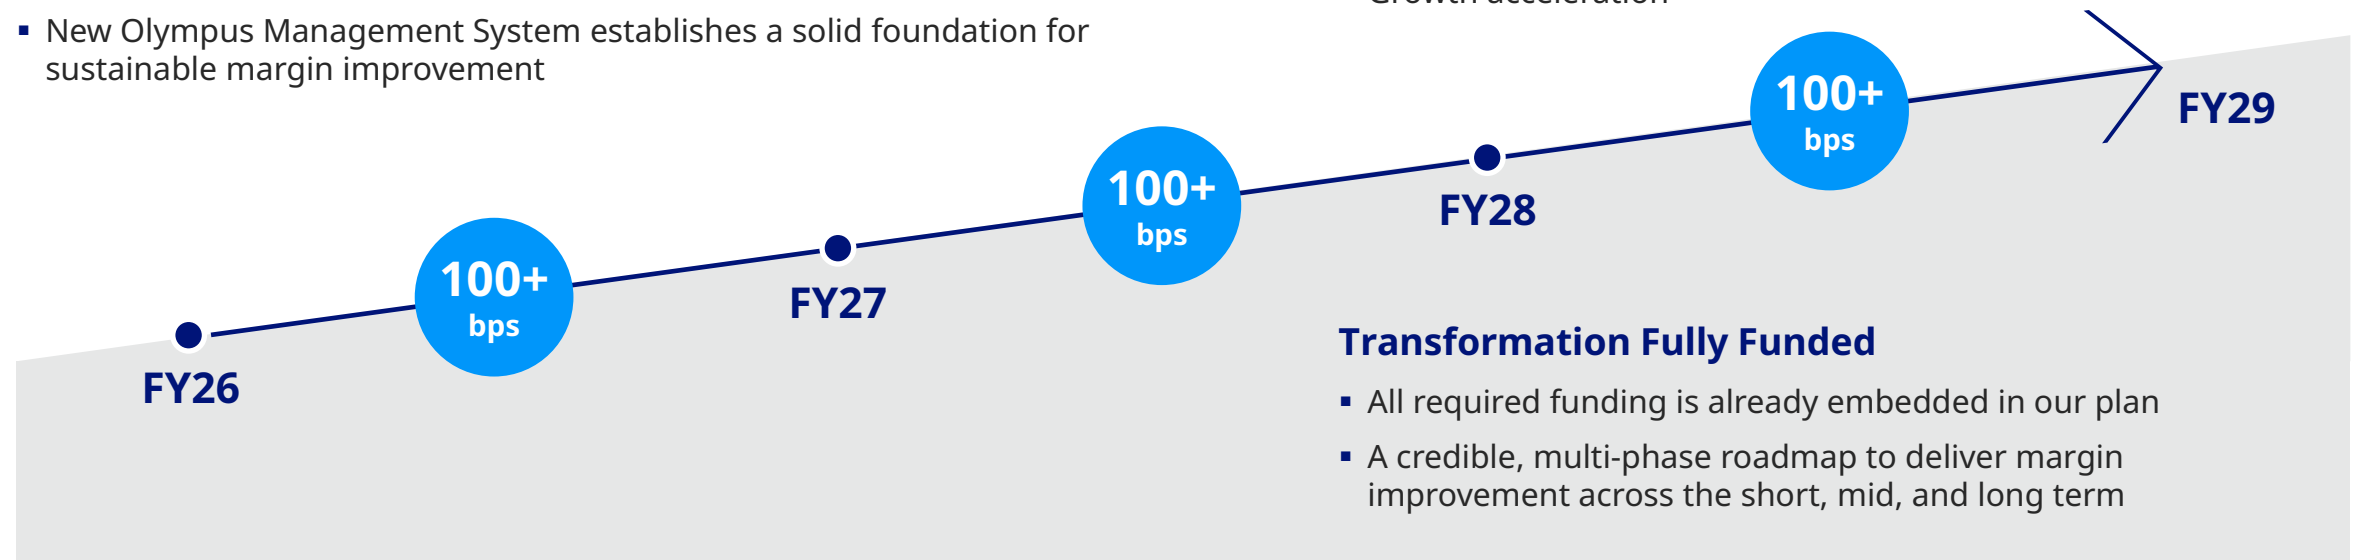 New Olympus Management System establishes a solid foundation for
sustainable margin improvement
Growth acceleration
100+
bps
FY29
100+
bps
FY28
100+
bps
FY27
FY26
Transformation Fully Funded
All required funding is already embedded in our plan
A credible, multi-phase roadmap to deliver margin
improvement across the short, mid, and long term